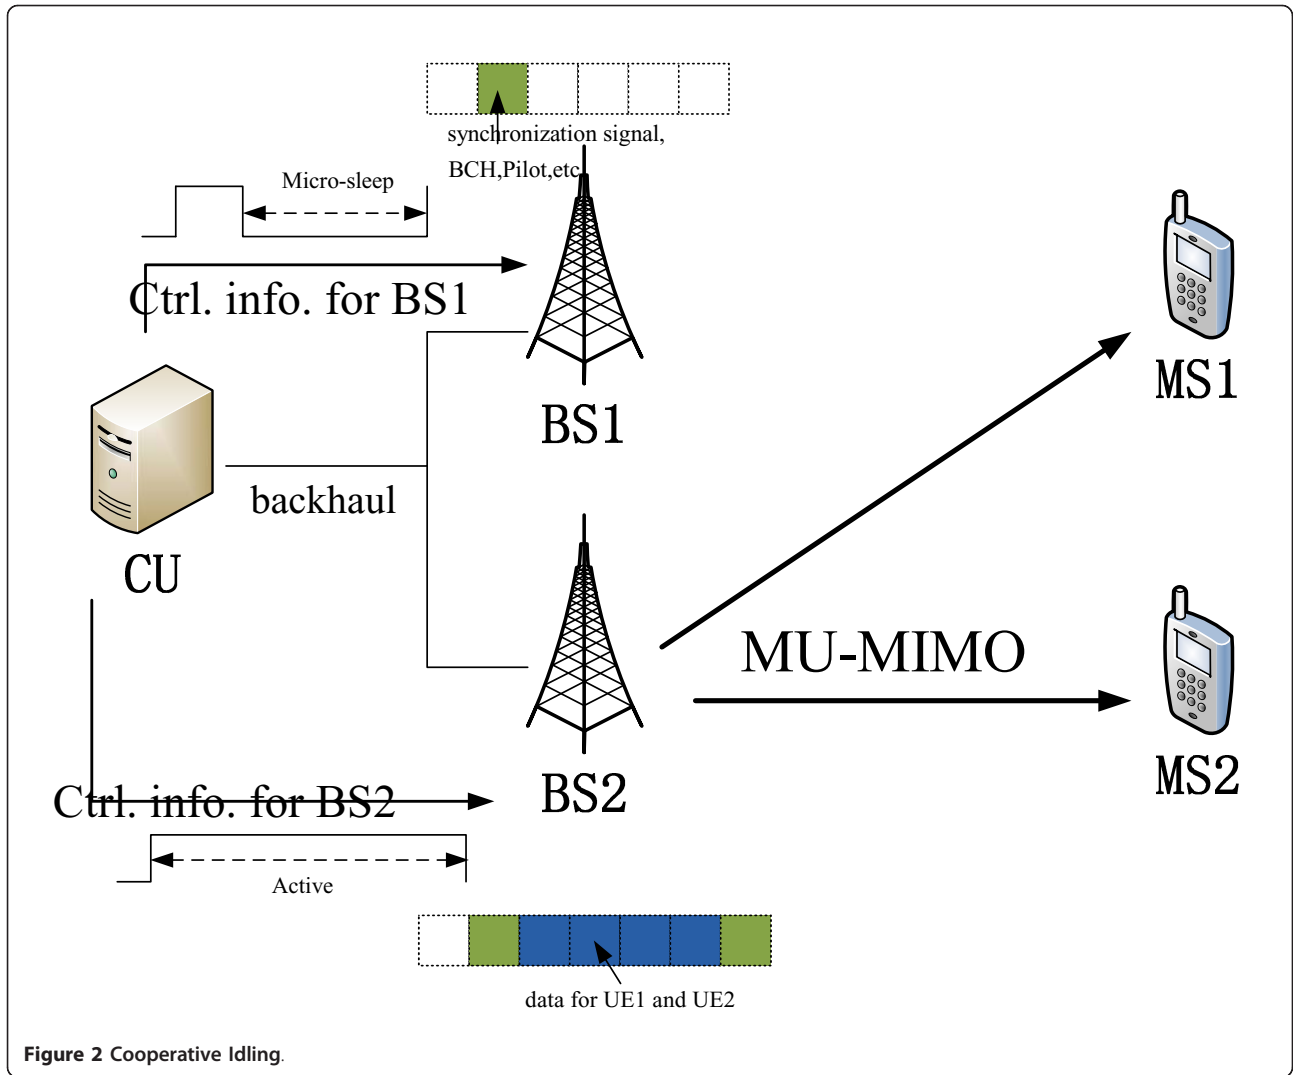 synchronization signal,
BCH,Pilot,etc
Micro-sleep
Ctrl. info. for BS1
MS1
BS1
backhaul
CU
MU-MIMO
MS2
BS2
Ctrl. info. for BS2
Active
data for UE1 and UE2
Figure 2 Cooperative Idling.